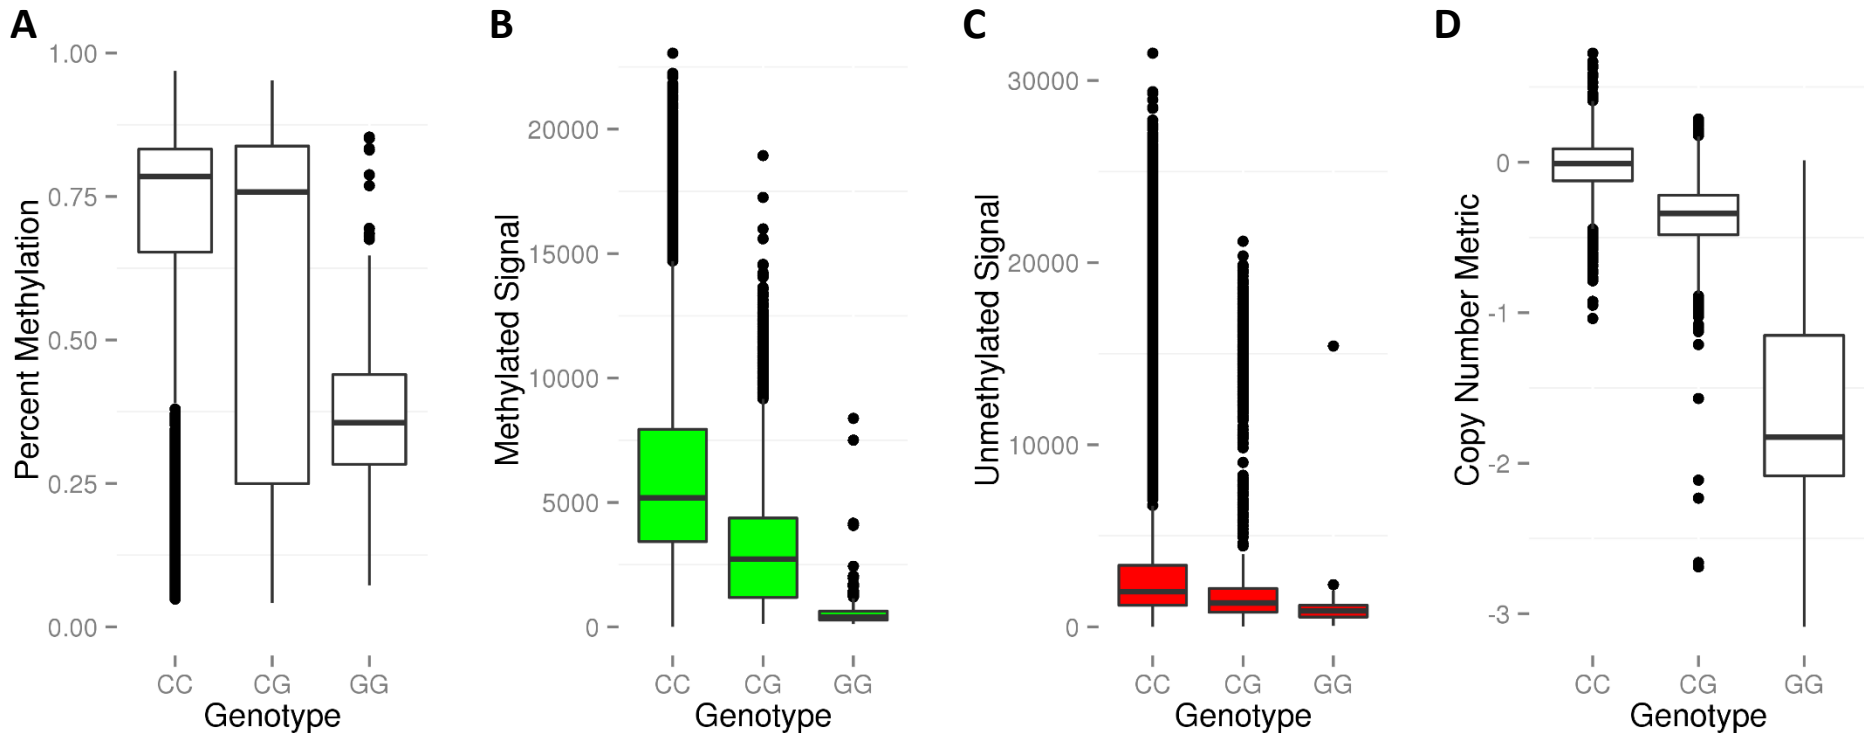 A
Percent Methylation
1.00
0.75
0.50
0.25
0.00
CC CG GG
Genotype
B
Methylated Signal
20000
15000
10000
5000
0
CC CG GG
Genotype
C
Unmethylated Signal
30000
20000
10000
0
CC CG GG
Genotype
D
Copy Number Metric
0
-1
-2
-3
CC CG GG
Genotype